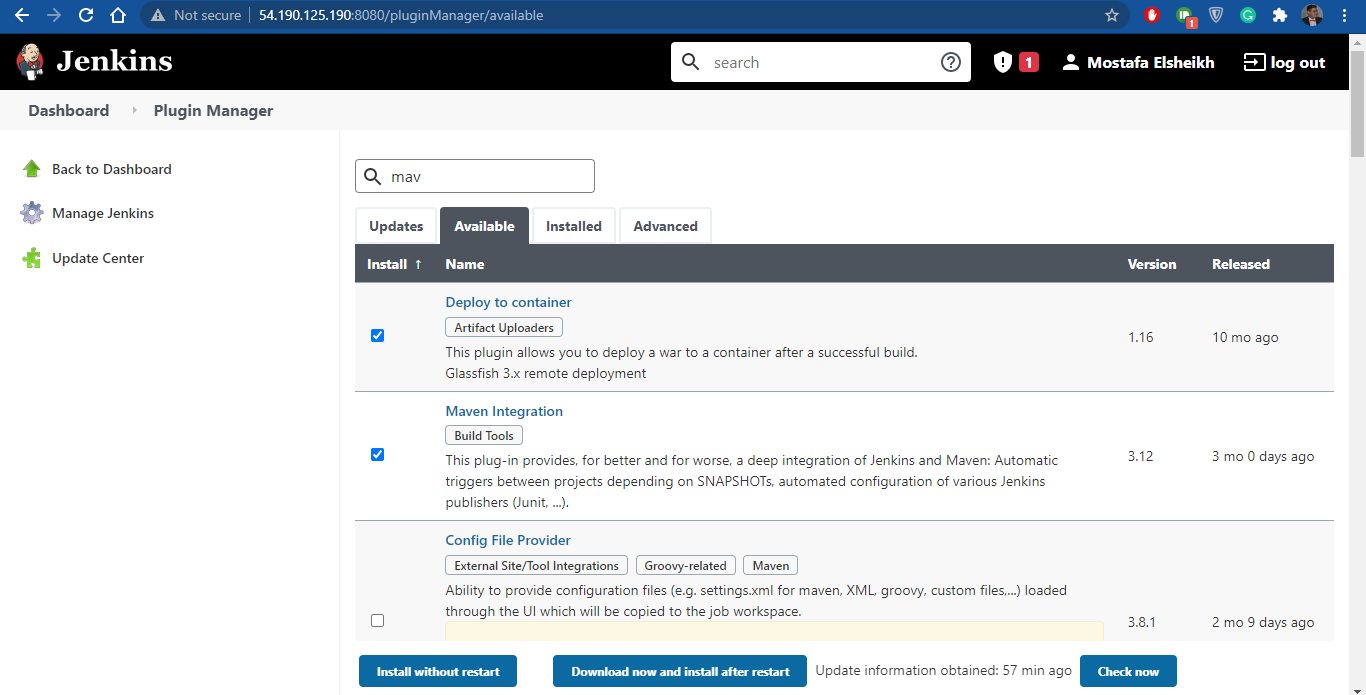 Not secure
54.190.125.190:8080/pluginManager/available
1
Jenkins
search
1
Mostafa Elsheikh
log out
Dashboard
Plugin Manager
Back to Dashboard
Manage Jenkins
Update Center
mav
Updates
Available
Installed
Advanced
Install ↑
Name
Version
Released
Deploy to container
Artifact Uploaders
This plugin allows you to deploy a war to a container after a successful build.
Glassfish 3.x remote deployment
1.16
10 mo ago
Maven Integration
Build Tools
This plug-in provides, for better and for worse, a deep integration of Jenkins and Maven: Automatic
triggers between projects depending on SNAPSHOTs, automated configuration of various Jenkins
publishers (Junit, ...).
3.12
3 mo 0 days ago
Config File Provider
External Site/Tool Integrations
Groovy-related
Maven
Ability to provide configuration files (e.g. settings.xml for maven, XML, groovy, custom files,...) loaded
through the UI which will be copied to the job workspace.
3.8.1
2 mo 9 days ago
Install without restart
Download now and install after restart
Update information obtained: 57 min ago
Check now